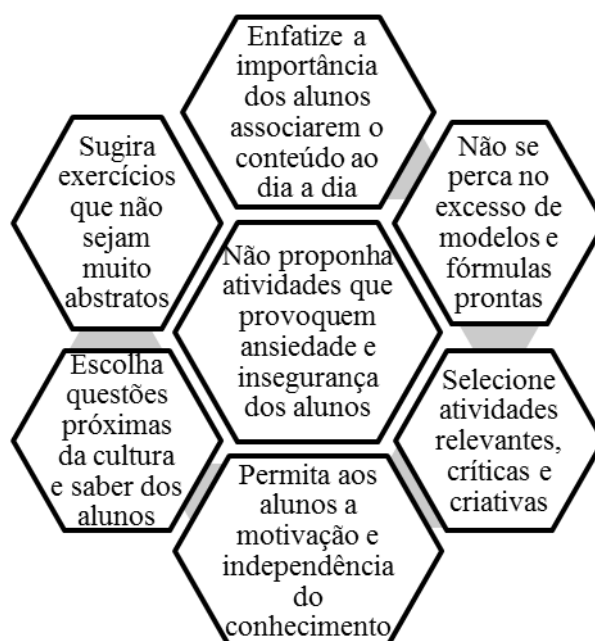 Enfatize a
importância
dos alunos
associarem o
conteúdo ao
dia a dia
Não se
perca no
excesso de
modelos e
fórmulas
prontas
Selecione
atividades
relevantes,
críticas e
criativas
Permita aos
alunos a
motivação e
independência
do
conhecimento
Escolha
questões
próximas
da cultura
e saber dos
alunos
Sugira
exercícios
que não
sejam
muito
abstratos
Não proponha
atividades que
provoquem
ansiedade e
insegurança
dos alunos